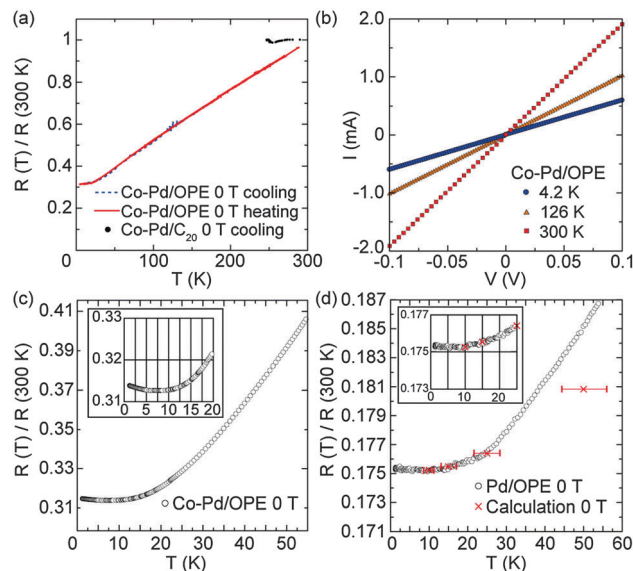 (a)
R (T) / R (300 K)
1
0.8
0.6
0.4
0.3
Co-Pd/OPE 0 T cooling
Co-Pd/OPE 0 T heating
Co-Pd/C20 0 T cooling
0 100 200 300
T (K)
(b)
I (mA)
2.0
1.0
0
-1.0
-2.0
Co-Pd/OPE
4.2 K
126 K
300 K
-0.1 -0.05 0 0.05 0.1
V (V)
(c)
R (T) / R (300 K)
0.41
0.39
0.37
0.35
0.33
0.31
0.33
0.32
0.31
0 5 10 15 20
Co-Pd/OPE 0 T
0 10 20 30 40 50
T (K)
(d)
R (T) / R (300 K)
0.187
0.185
0.183
0.181
0.179
0.177
0.175
0.173
0.171
0.177
0.175
0.173
0 5 10 15 20 25
Pd/OPE 0 T
Calculation 0 T
0 10 20 30 40 50 60
T (K)